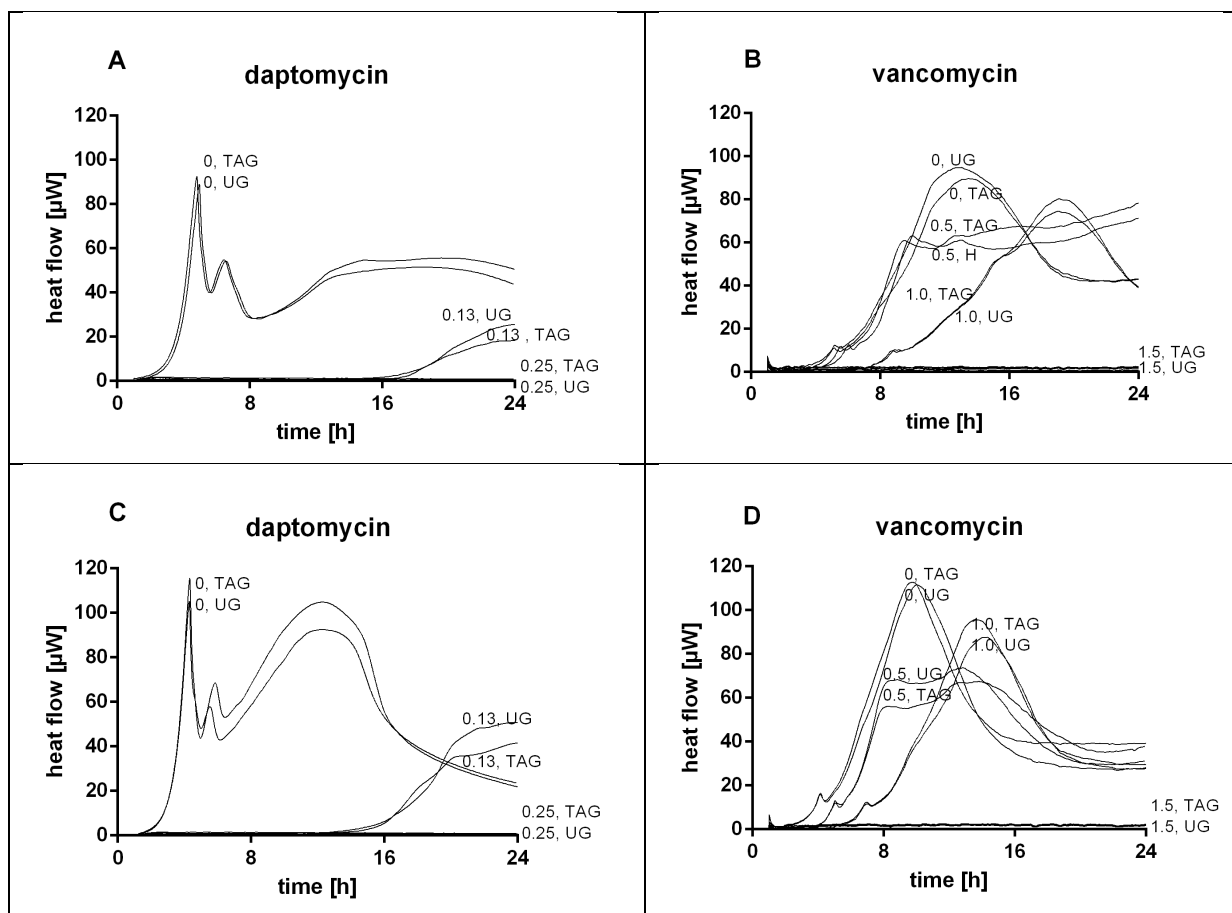 A
daptomycin
120
100
80
60
40
20
0
heat flow [µW]
0, TAG
0, UG
0.13, UG
0.13 , TAG
0.25, TAG
0.25, UG
0
8
16
24
time [h]
B
vancomycin
120
100
80
60
40
20
0
heat flow [µW]
0, UG
0, TAG
0.5, TAG
0.5, H
1.0, TAG
1.0, UG
1.5, TAG
1.5, UG
0
8
16
24
time [h]
C
daptomycin
120
100
80
60
40
20
0
heat flow [µW]
0, TAG
0, UG
0.13, UG
0.13, TAG
0.25, TAG
0.25, UG
0
8
16
24
time [h]
D
vancomycin
120
100
80
60
40
20
0
heat flow [µW]
0, TAG
0, UG
1.0, TAG
1.0, UG
0.5, UG
0.5, TAG
1.5, TAG
1.5, UG
0
8
16
24
time [h]